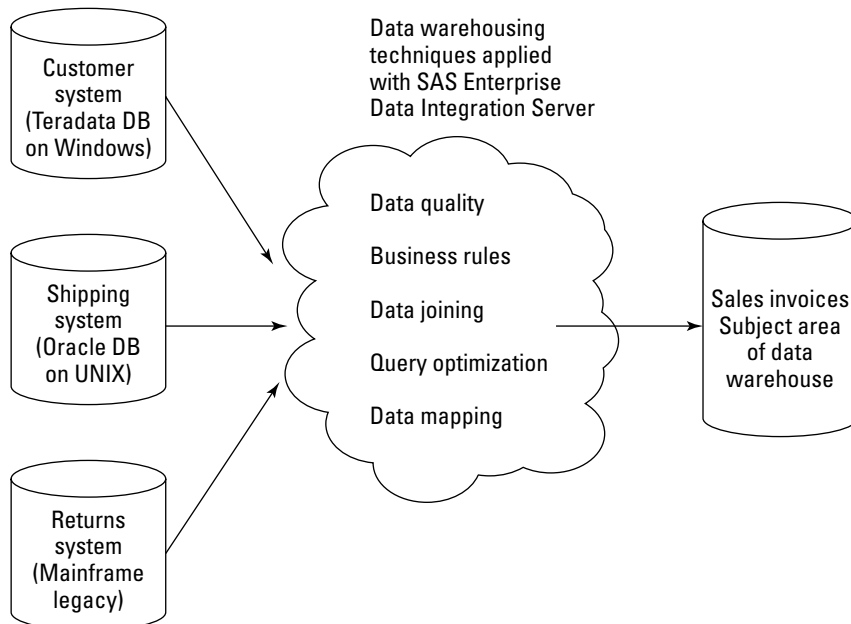 Customer
system
(Teradata DB
on Windows)
Shipping
system
(Oracle DB
on UNIX)
Returns
system
(Mainframe
legacy)
Data warehousing
techniques applied
with SAS Enterprise
Data Integration Server
Data quality
Business rules
Data joining
Query optimization
Data mapping
Sales invoices
Subject area
of data
warehouse